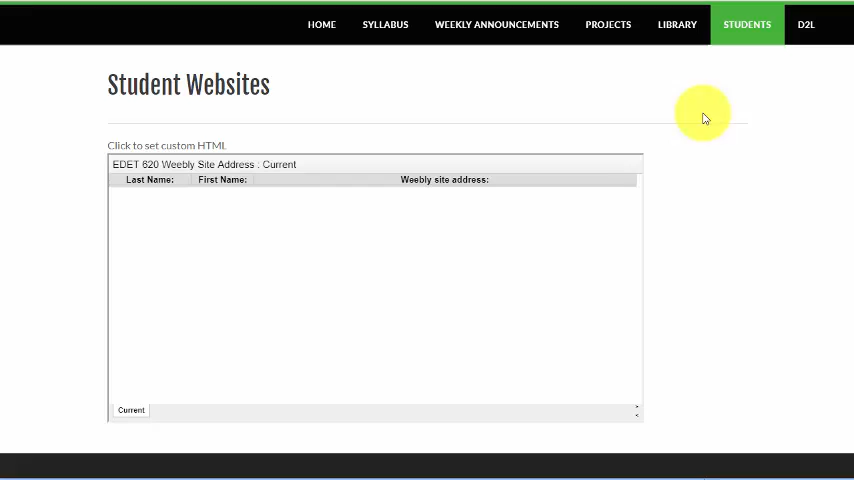 HOME SYLLABUS WEEKLY ANNOUNCEMENTS PROJECTS LIBRARY STUDENTS D2L
Student Websites
Click to set custom HTML
EDET 620 Weebly Site Address : Current
Last Name: First Name: Weebly site address:
Current